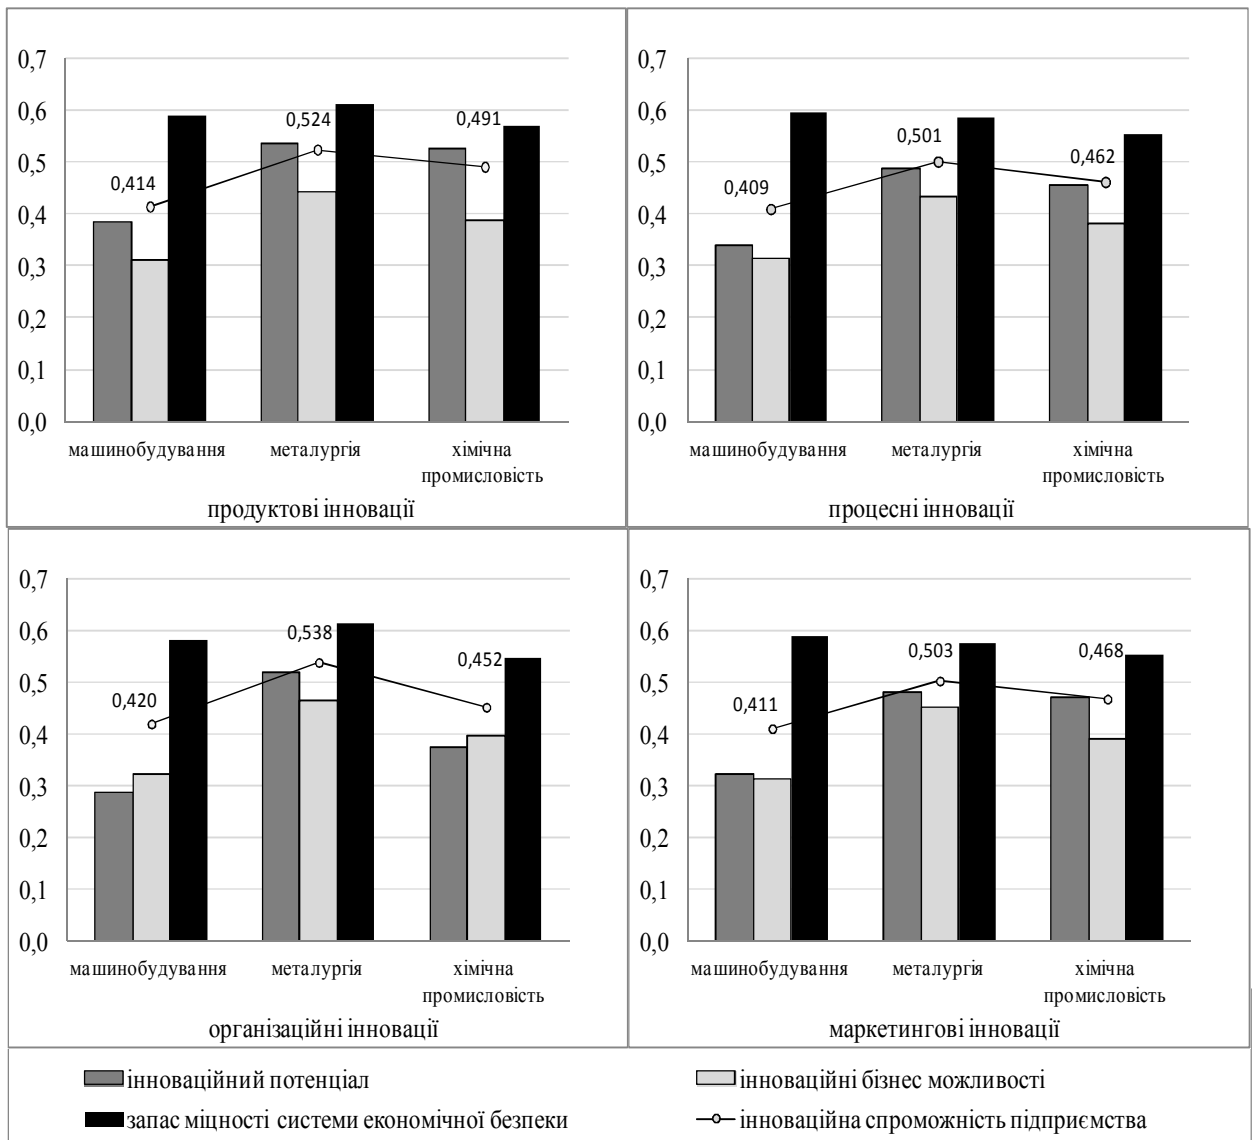 0,7
0,6
0,5
0,4
0,3
0,2
0,1
0,0
0,414
0,524
0,491
машинобудування
металургія
хімічна
промисловість
продуктові інновації
0,7
0,6
0,5
0,4
0,3
0,2
0,1
0,0
0,409
0,501
0,462
машинобудування
металургія
хімічна
промисловість
процесні інновації
0,7
0,6
0,5
0,4
0,3
0,2
0,1
0,0
0,420
0,538
0,452
машинобудування
металургія
хімічна
промисловість
організаційні інновації
0,7
0,6
0,5
0,4
0,3
0,2
0,1
0,0
0,411
0,503
0,468
машинобудування
металургія
хімічна
промисловість
маркетингові інновації
інноваційний потенціал
інноваційні бізнес можливості
запас міцності системи економічної безпеки
інноваційна спроможність підприємства